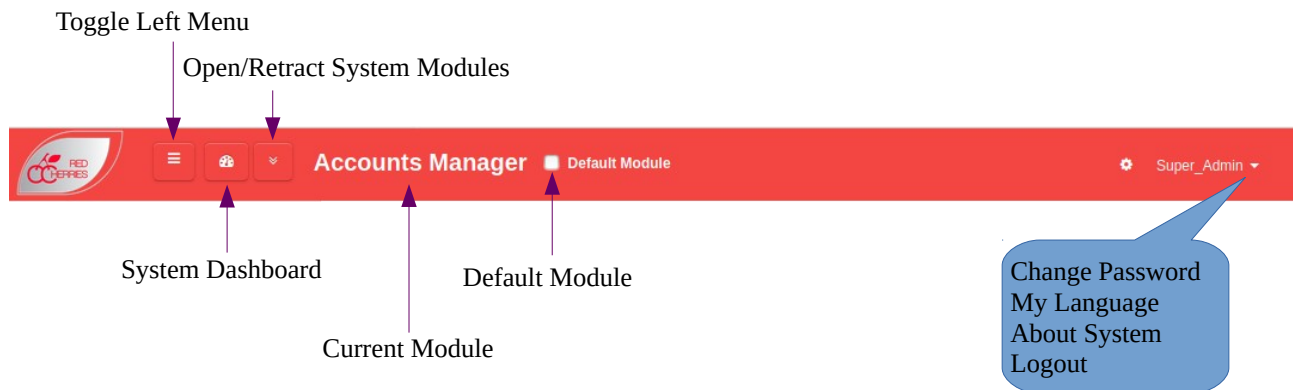 Toggle Left Menu
Open/Retract System Modules
RED
CHERRIES
Accounts Manager
Default Module
Super_Admin
System Dashboard
Default Module
Current Module
Change Password
My Language
About System
Logout